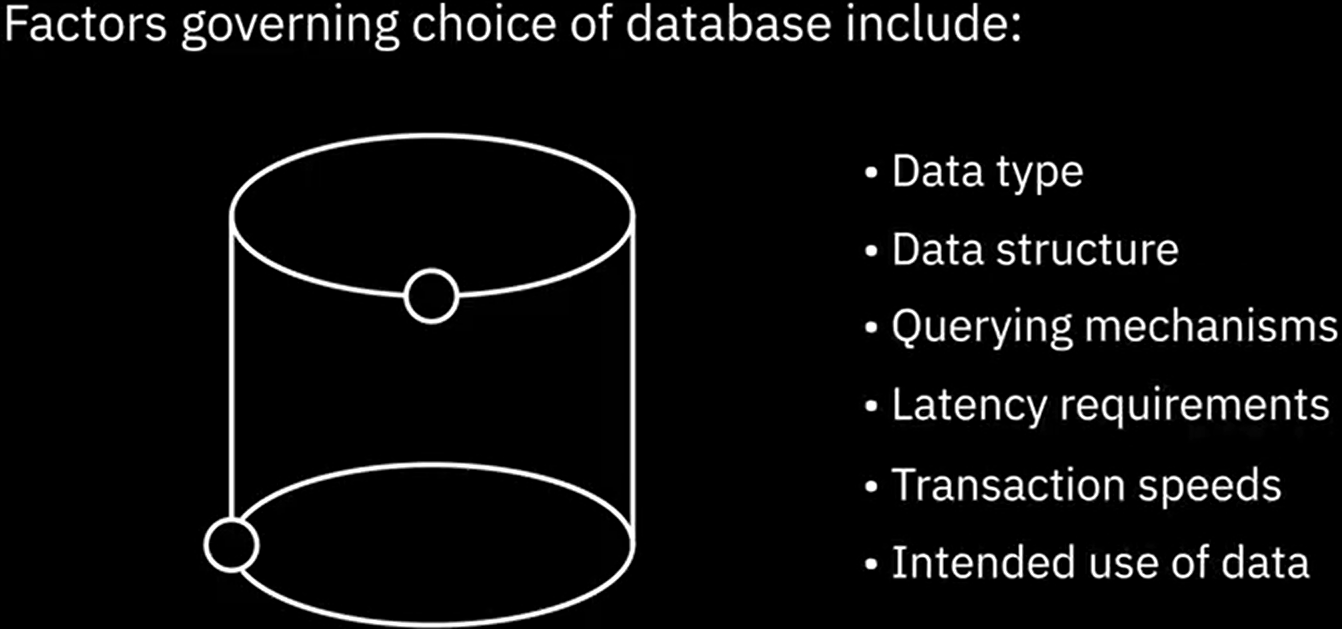 Factors governing choice of database include:
• Data type
• Data structure
• Querying mechanisms
• Latency requirements
• Transaction speeds
• Intended use of data